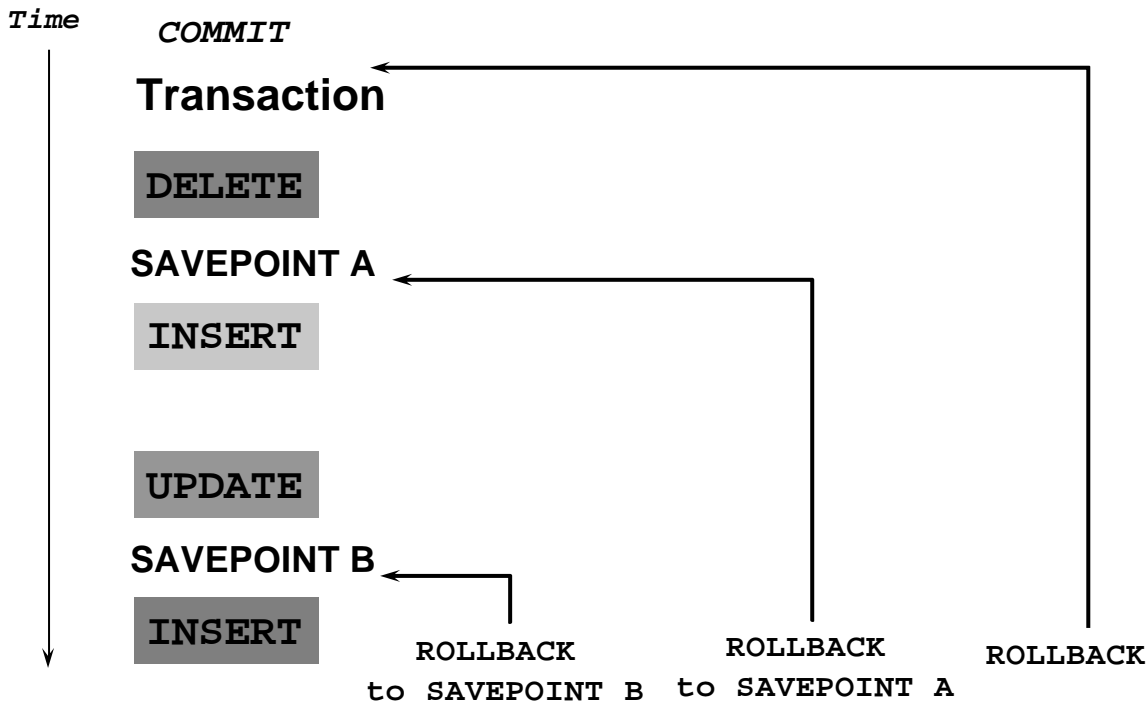 Time
COMMIT
Transaction
DELETE
SAVEPOINT A
INSERT
UPDATE
SAVEPOINT B
INSERT
ROLLBACK
to SAVEPOINT B
ROLLBACK
to SAVEPOINT A
ROLLBACK